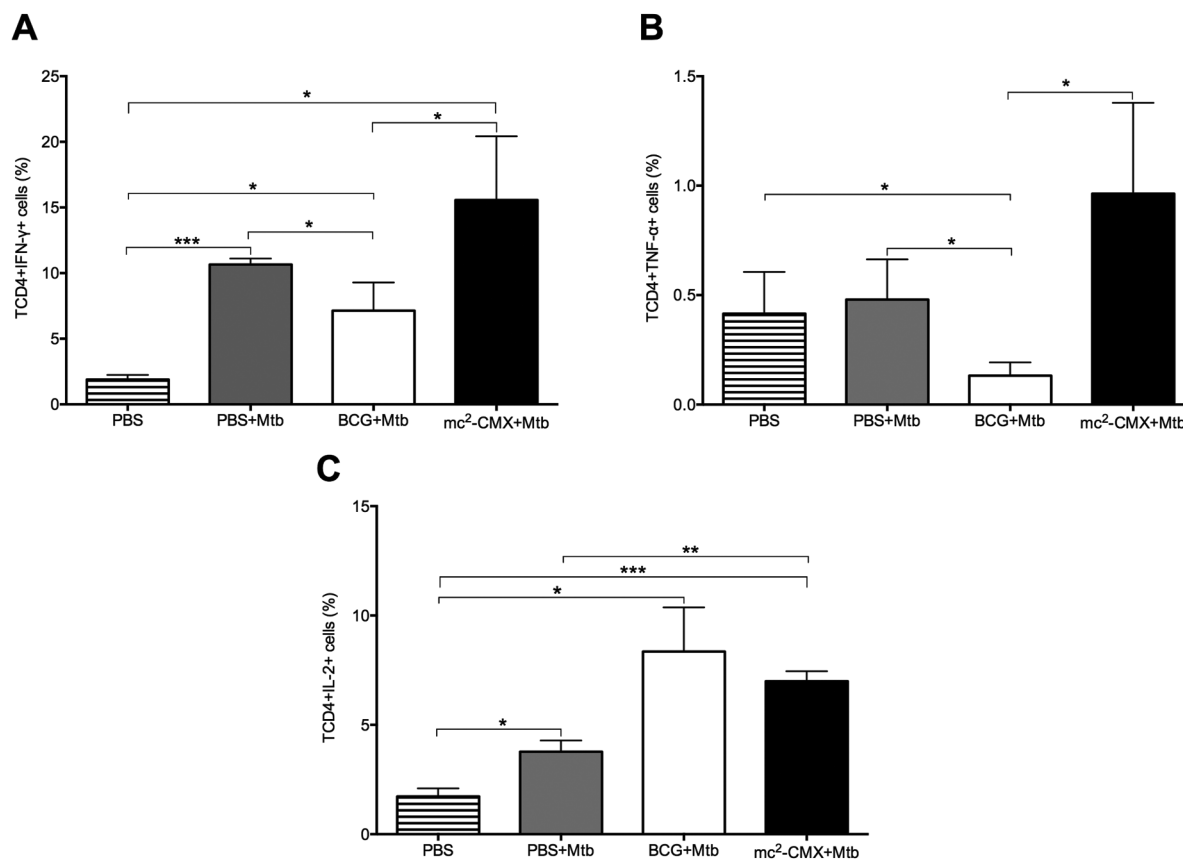 A
TCD4+IFN-γ+ cells (%)
25
20
15
10
5
0
*
*
*
*
***
PBS
PBS+Mtb
BCG+Mtb
mc²-CMX+Mtb
B
TCD4+TNF-α+ cells (%)
1.5
1.0
0.5
0.0
*
*
*
PBS
PBS+Mtb
BCG+Mtb
mc²-CMX+Mtb
C
TCD4+IL-2+ cells (%)
15
10
5
0
**
***
*
*
PBS
PBS+Mtb
BCG+Mtb
mc²-CMX+Mtb